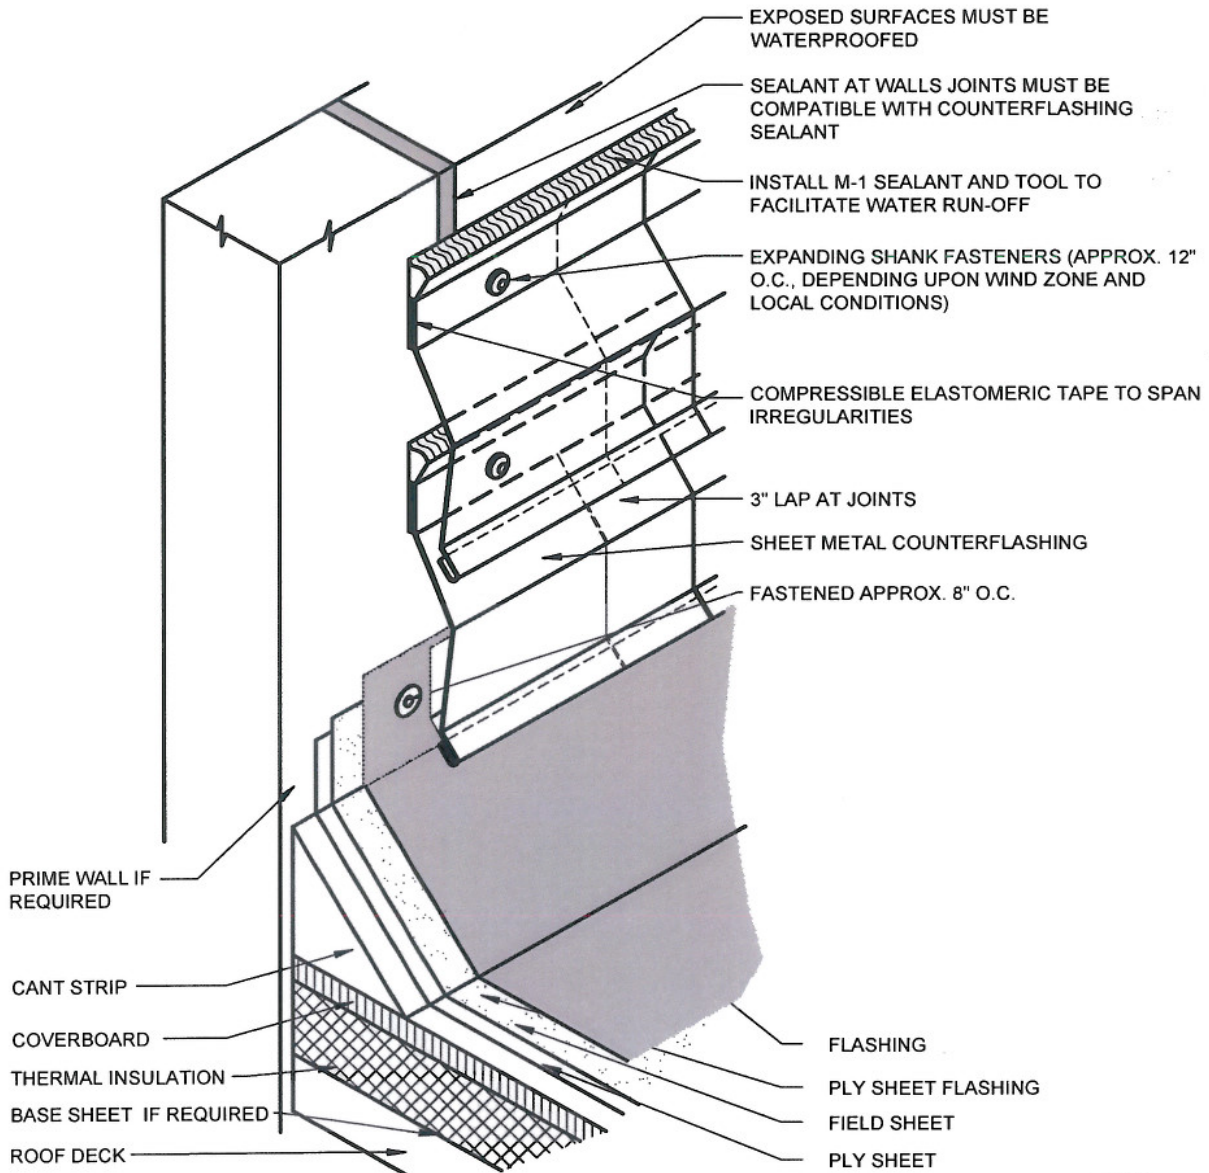 EXPOSED SURFACES MUST BE
WATERPROOFED
SEALANT AT WALLS JOINTS MUST BE
COMPATIBLE WITH COUNTERFLASHING
SEALANT
INSTALL M-1 SEALANT AND TOOL TO
FACILITATE WATER RUN-OFF
EXPANDING SHANK FASTENERS (APPROX. 12"
O.C., DEPENDING UPON WIND ZONE AND
LOCAL CONDITIONS)
COMPRESSIBLE ELASTOMERIC TAPE TO SPAN
IRREGULARITIES
3" LAP AT JOINTS
SHEET METAL COUNTERFLASHING
FASTENED APPROX. 8" O.C.
PRIME WALL IF
REQUIRED
CANT STRIP
COVERBOARD
THERMAL INSULATION
BASE SHEET IF REQUIRED
ROOF DECK
FLASHING
PLY SHEET FLASHING
FIELD SHEET
PLY SHEET